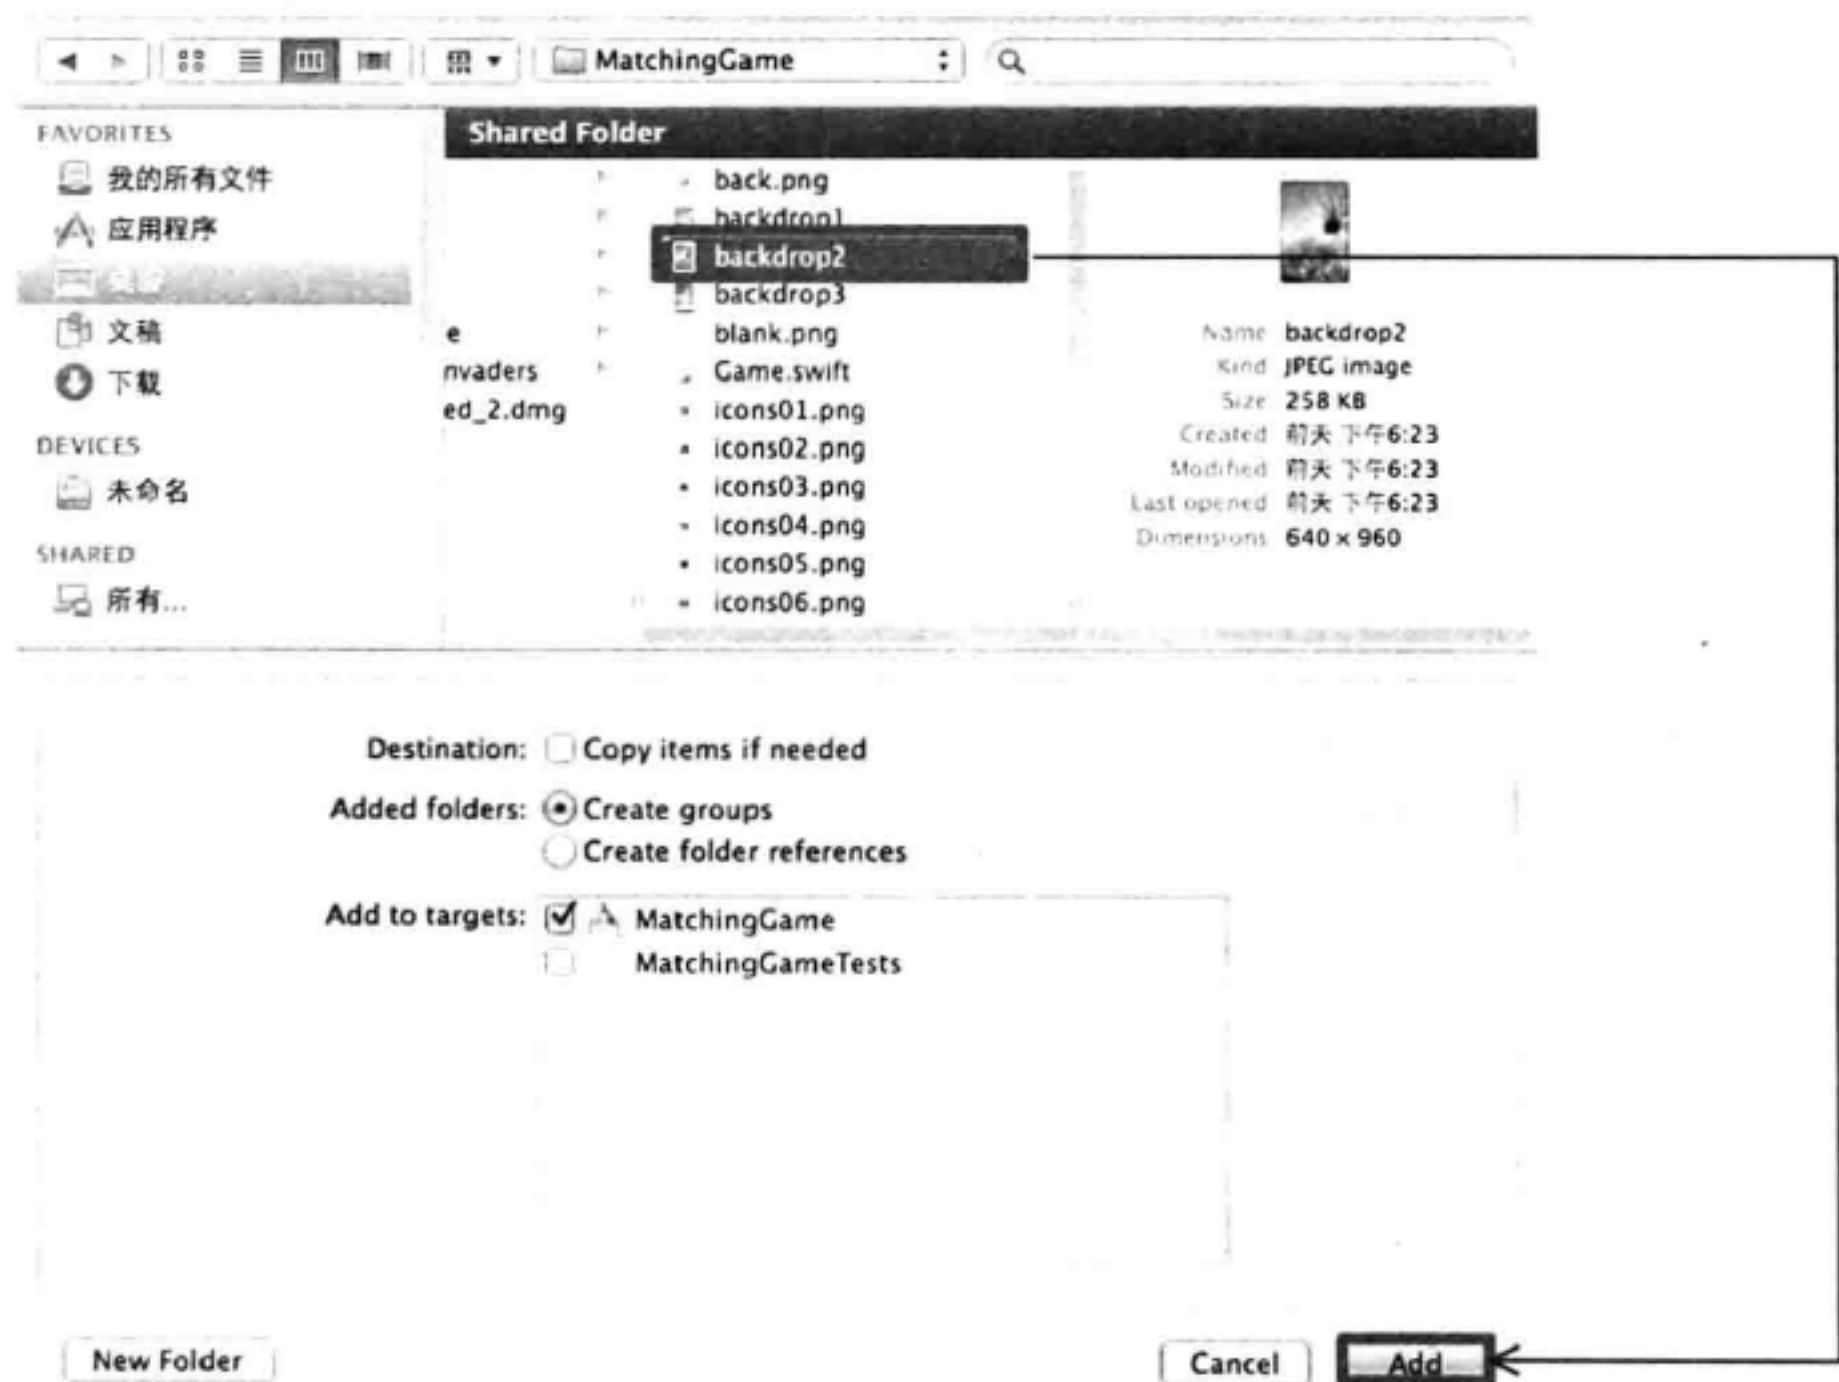 MatchingGame
FAVORITES
我的所有文件
应用程序
文稿
下载
DEVICES
未命名
SHARED
所有...
Shared Folder
e
nvaders
ed_2.dmg
back.png
backdrop1
backdrop2
backdrop3
blank.png
Game.swift
icons01.png
icons02.png
icons03.png
icons04.png
icons05.png
icons06.png
Name backdrop2
Kind JPEG image
Size 258 KB
Created 前天 下午6:23
Modified 前天 下午6:23
Last opened 前天 下午6:23
Dimensions 640 × 960
Destination: Copy items if needed
Added folders: Create groups
Create folder references
Add to targets: MatchingGame
MatchingGameTests
New Folder
Cancel
Add